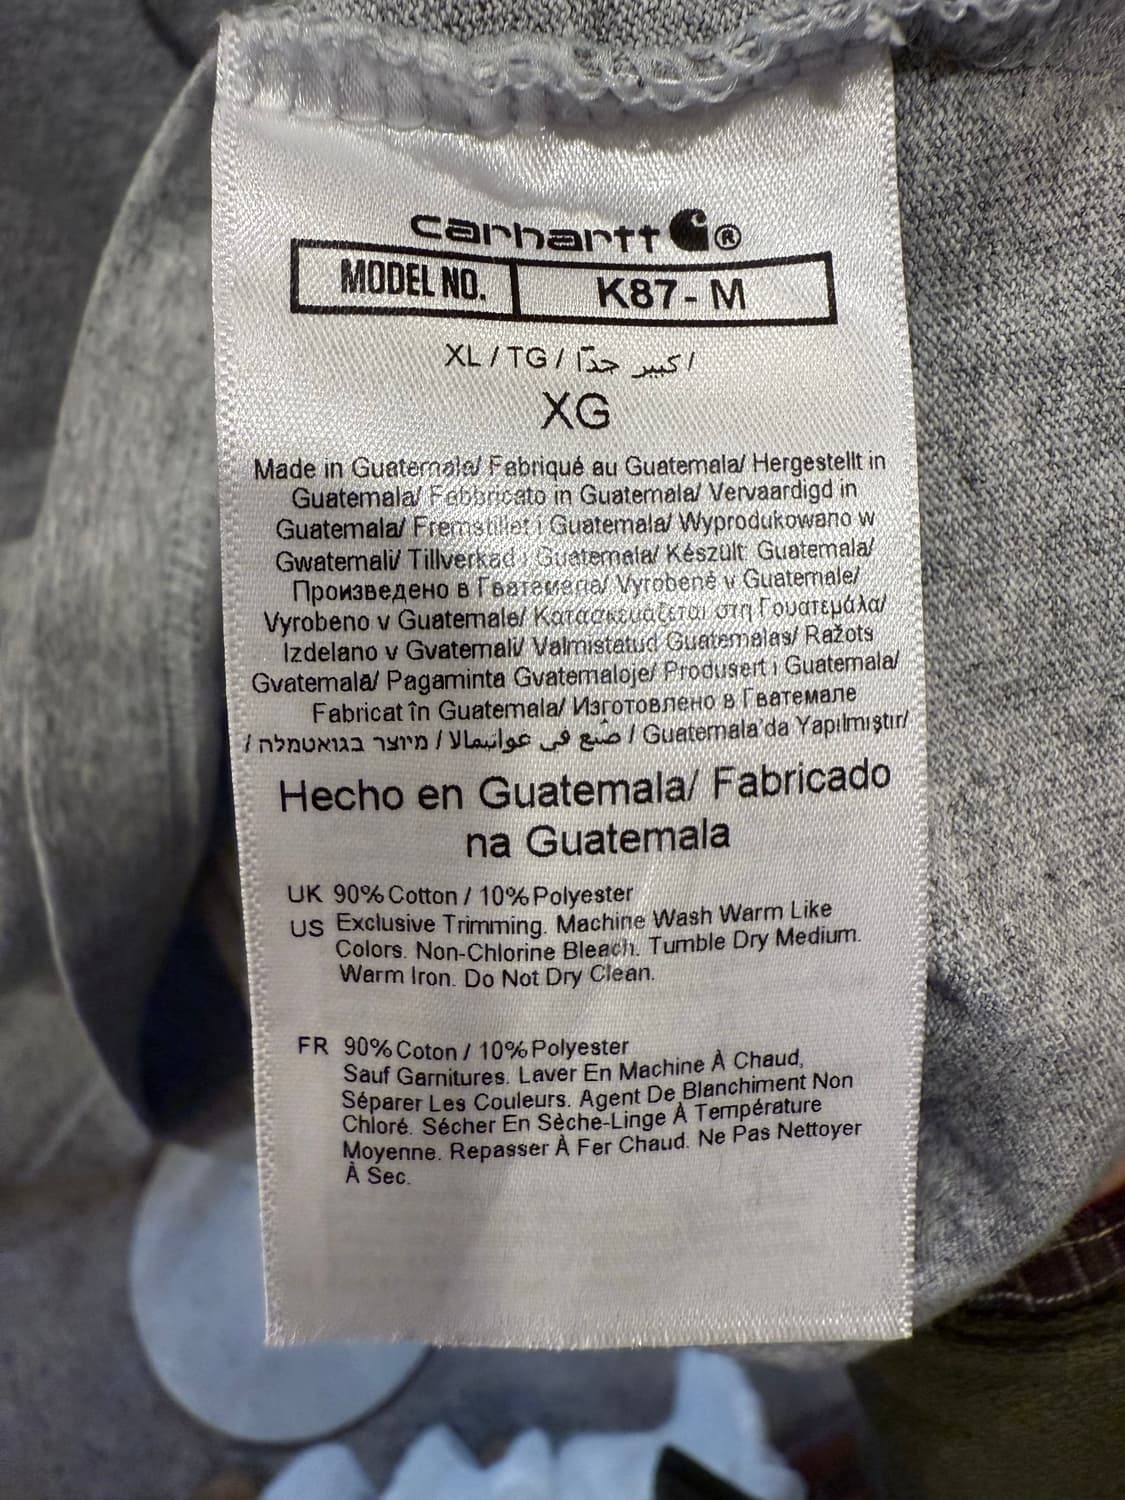 carhartt ®
MODEL NO. K87-M
XL / TG / كبير جدًا /
XG
Made in Guatemala/ Fabriqué au Guatemala/ Hergestellt in
Guatemala/ Fabbricato in Guatemala/ Vervaardigd in
Guatemala/ Fremstillet i Guatemala/ Wyprodukowano w
Gwatemali/ Tillverkad i Guatemala/ Készült: Guatemala/
Произведено в Гватемала/ Vyrobené v Guatemale/
Vyrobeno v Guatemale/ Κατασκευάζεται στη Γουατεμάλα/
Izdelano v Gvatemali/ Valmistatud Guatemalas/ Ražots
Gvatemalā/ Pagaminta Gvatemaloje/ Produsert i Guatemala/
Fabricat în Guatemala/ Изготовлено в Гватемале
/ מיוצר בגואטמלה / صُنع في غواتيمالا / Guatemala'da Yapılmıştır/
Hecho en Guatemala/ Fabricado
na Guatemala
UK 90% Cotton / 10% Polyester
US Exclusive Trimming. Machine Wash Warm Like
Colors. Non-Chlorine Bleach. Tumble Dry Medium.
Warm Iron. Do Not Dry Clean.
FR 90% Coton / 10% Polyester
Sauf Garnitures. Laver En Machine À Chaud,
Séparer Les Couleurs. Agent De Blanchiment Non
Chloré. Sécher En Sèche-Linge À Température
Moyenne. Repasser À Fer Chaud. Ne Pas Nettoyer
À Sec.